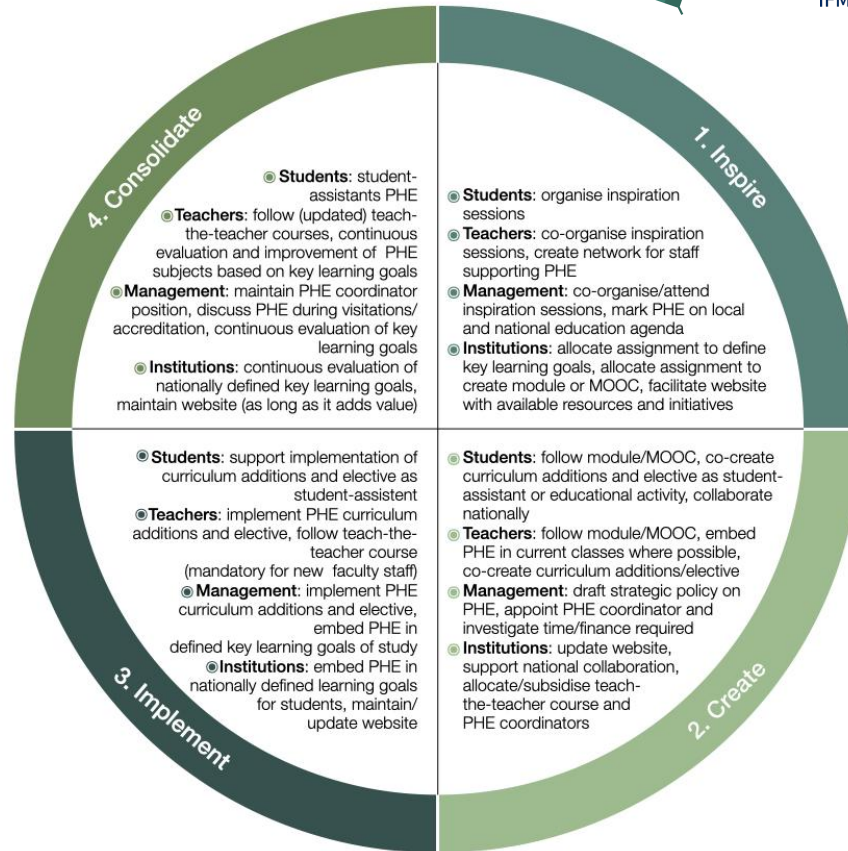 IFM
1. Inspire
Students: organise inspiration
sessions
Teachers: co-organise inspiration
sessions, create network for staff
supporting PHE
Management: co-organise/attend
inspiration sessions, mark PHE on local
and national education agenda
Institutions: allocate assignment to define
key learning goals, allocate assignment to
create module or MOOC, facilitate website
with available resources and initiatives
2. Create
Students: follow module/MOOC, co-create
curriculum additions and elective as student-
assistant or educational activity, collaborate
nationally
Teachers: follow module/MOOC, embed
PHE in current classes where possible,
co-create curriculum additions/elective
Management: draft strategic policy on
PHE, appoint PHE coordinator and
investigate time/finance required
Institutions: update website,
support national collaboration,
allocate/subsidise teach-
the-teacher course and
PHE coordinators
3. Implement
Students: support implementation of
curriculum additions and elective as
student-assistent
Teachers: implement PHE curriculum
additions and elective, follow teach-the-
teacher course
(mandatory for new faculty staff)
Management: implement PHE
curriculum additions and elective,
embed PHE in
defined key learning goals of study
Institutions: embed PHE in
nationally defined learning goals
for students, maintain/
update website
4. Consolidate
Students: student-
assistants PHE
Teachers: follow (updated) teach-
the-teacher courses, continuous
evaluation and improvement of PHE
subjects based on key learning goals
Management: maintain PHE coordinator
position, discuss PHE during visitations/
accreditation, continuous evaluation of key
learning goals
Institutions: continuous evaluation of
nationally defined key learning goals,
maintain website (as long as it adds value)